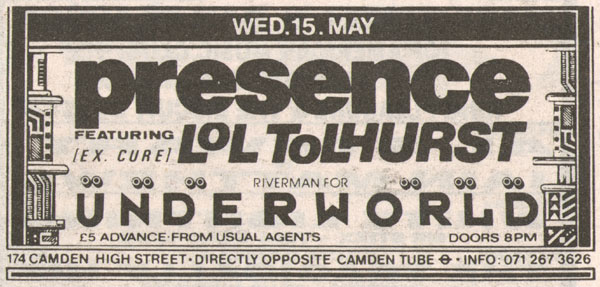 WED.15.MAY
presence
FEATURING
[EX. CURE] LOL TOLHURST
RIVERMAN FOR
UNDERWORLD
£5 ADVANCE·FROM USUAL AGENTS DOORS 8PM
174 CAMDEN HIGH STREET·DIRECTLY OPPOSITE CAMDEN TUBE·INFO: 071 267 3626